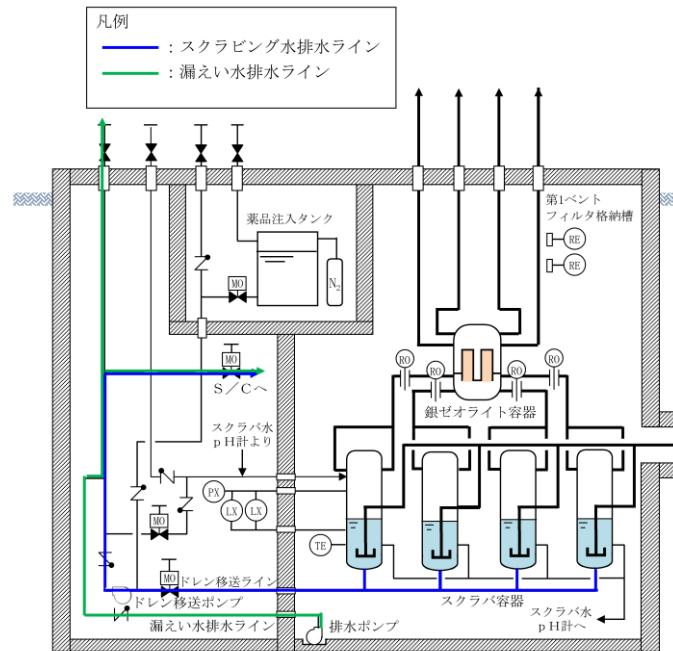 凡例
：スクラビング水排水ライン
：漏えい水排水ライン
第1ベント
フィルタ格納槽
薬品注入タンク
RE
RE
MO
N2
MO
S／Cへ
RO
RO
RO
RO
銀ゼオライト容器
スクラバ水
pH計より
PX
LX
LX
MO
TE
MO
ドレン移送ライン
ドレン移送ポンプ
スクラバ容器
漏えい水排水ライン
排水ポンプ
スクラバ水
pH計へ